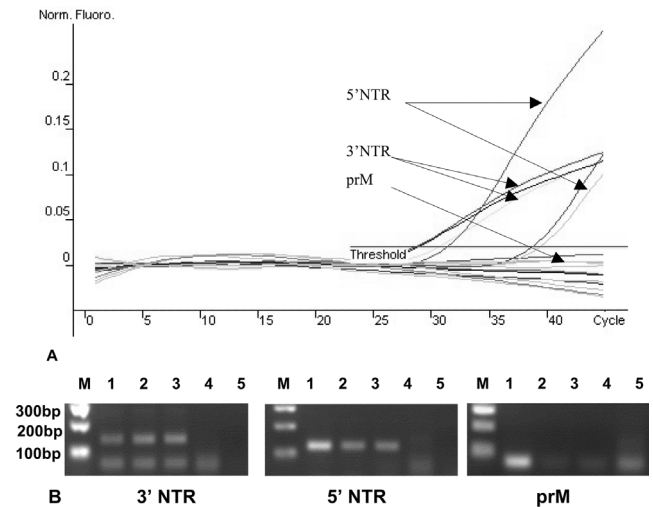 Norm. Fluoro.
0.2
0.15
0.1
0.05
0
5'NTR
3'NTR
prM
Threshold
0 5 10 15 20 25 30 35 40 Cycle
A
M 1 2 3 4 5 M 1 2 3 4 5 M 1 2 3 4 5
300bp
200bp
100bp
B 3' NTR 5' NTR prM